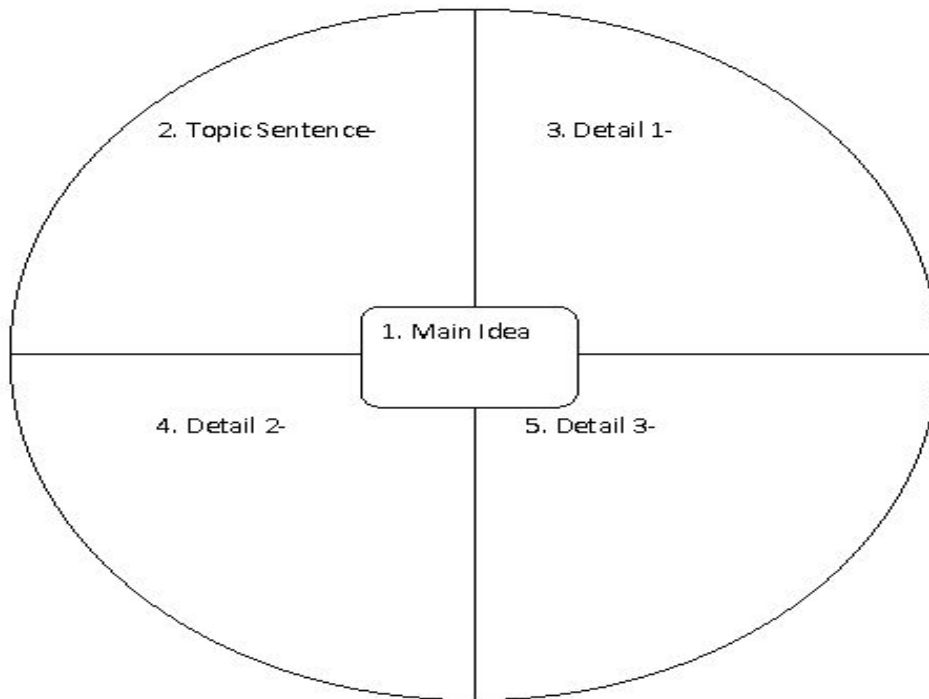 2. Topic Sentence-
3. Detail 1-
1. Main Idea
4. Detail 2-
5. Detail 3-